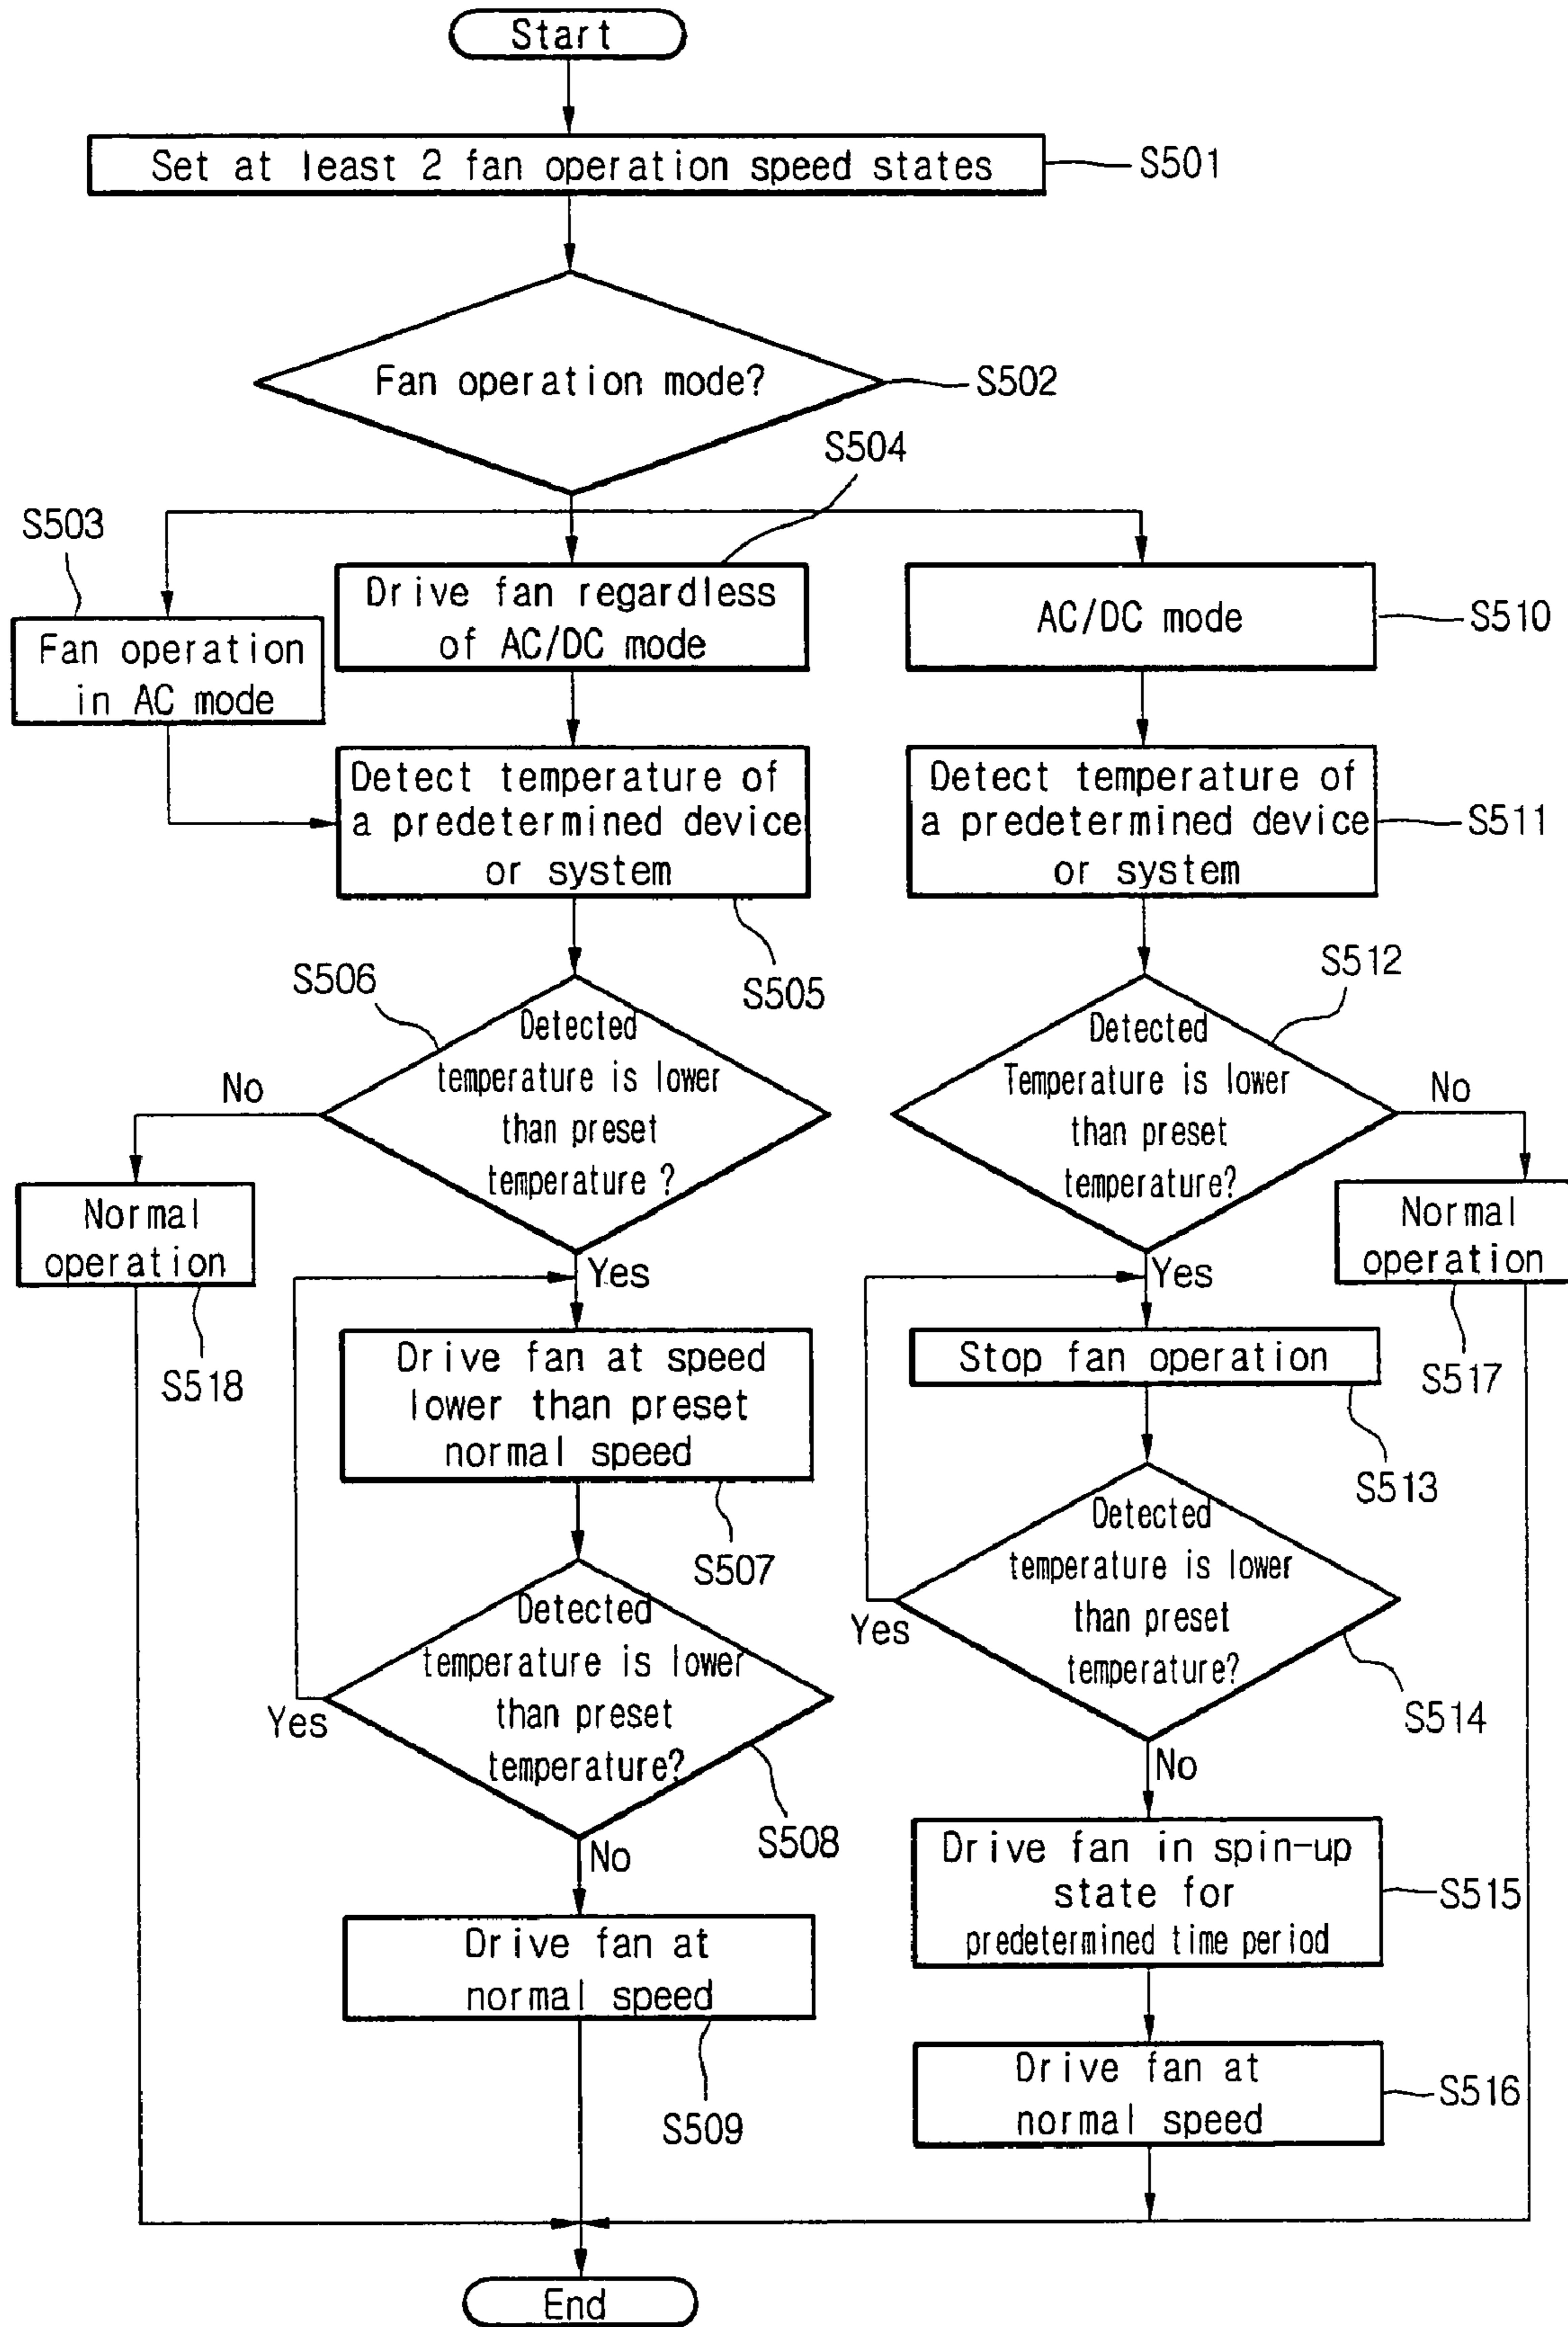 Start
Set at least 2 fan operation speed states
S501
Fan operation mode?
S502
S504
S503
Drive fan regardless
of AC/DC mode
AC/DC mode
S510
Fan operation
in AC mode
Detect temperature of
a predetermined device
or system
S505
Detect temperature of
a predetermined device
or system
S511
S506
Detected
temperature is lower
than preset
temperature ?
No
Yes
S512
Detected
Temperature is lower
than preset
temperature?
No
Yes
Normal
operation
S518
Normal
operation
S517
Drive fan at speed
lower than preset
normal speed
S507
Stop fan operation
S513
Detected
temperature is lower
than preset
temperature?
Yes
S508
No
Detected
temperature is lower
than preset
temperature?
Yes
S514
No
Drive fan at
normal speed
S509
Drive fan in spin-up
state for
predetermined time period
S515
Drive fan at
normal speed
S516
End